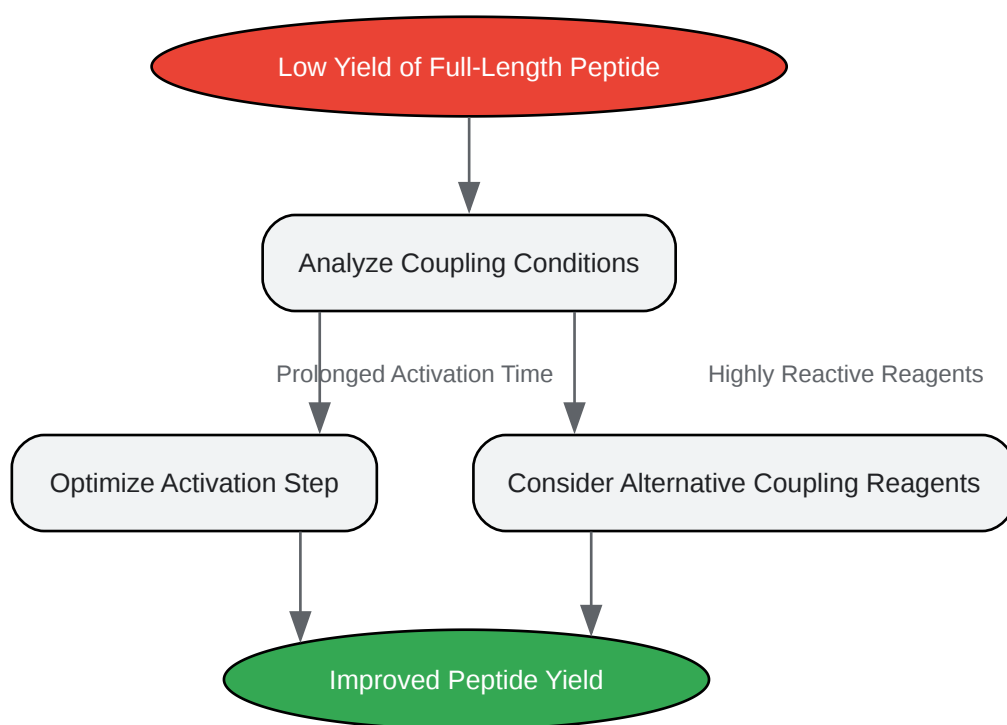 Low Yield of Full-Length Peptide
Analyze Coupling Conditions
Prolonged Activation Time
Highly Reactive Reagents
Optimize Activation Step
Consider Alternative Coupling Reagents
Improved Peptide Yield